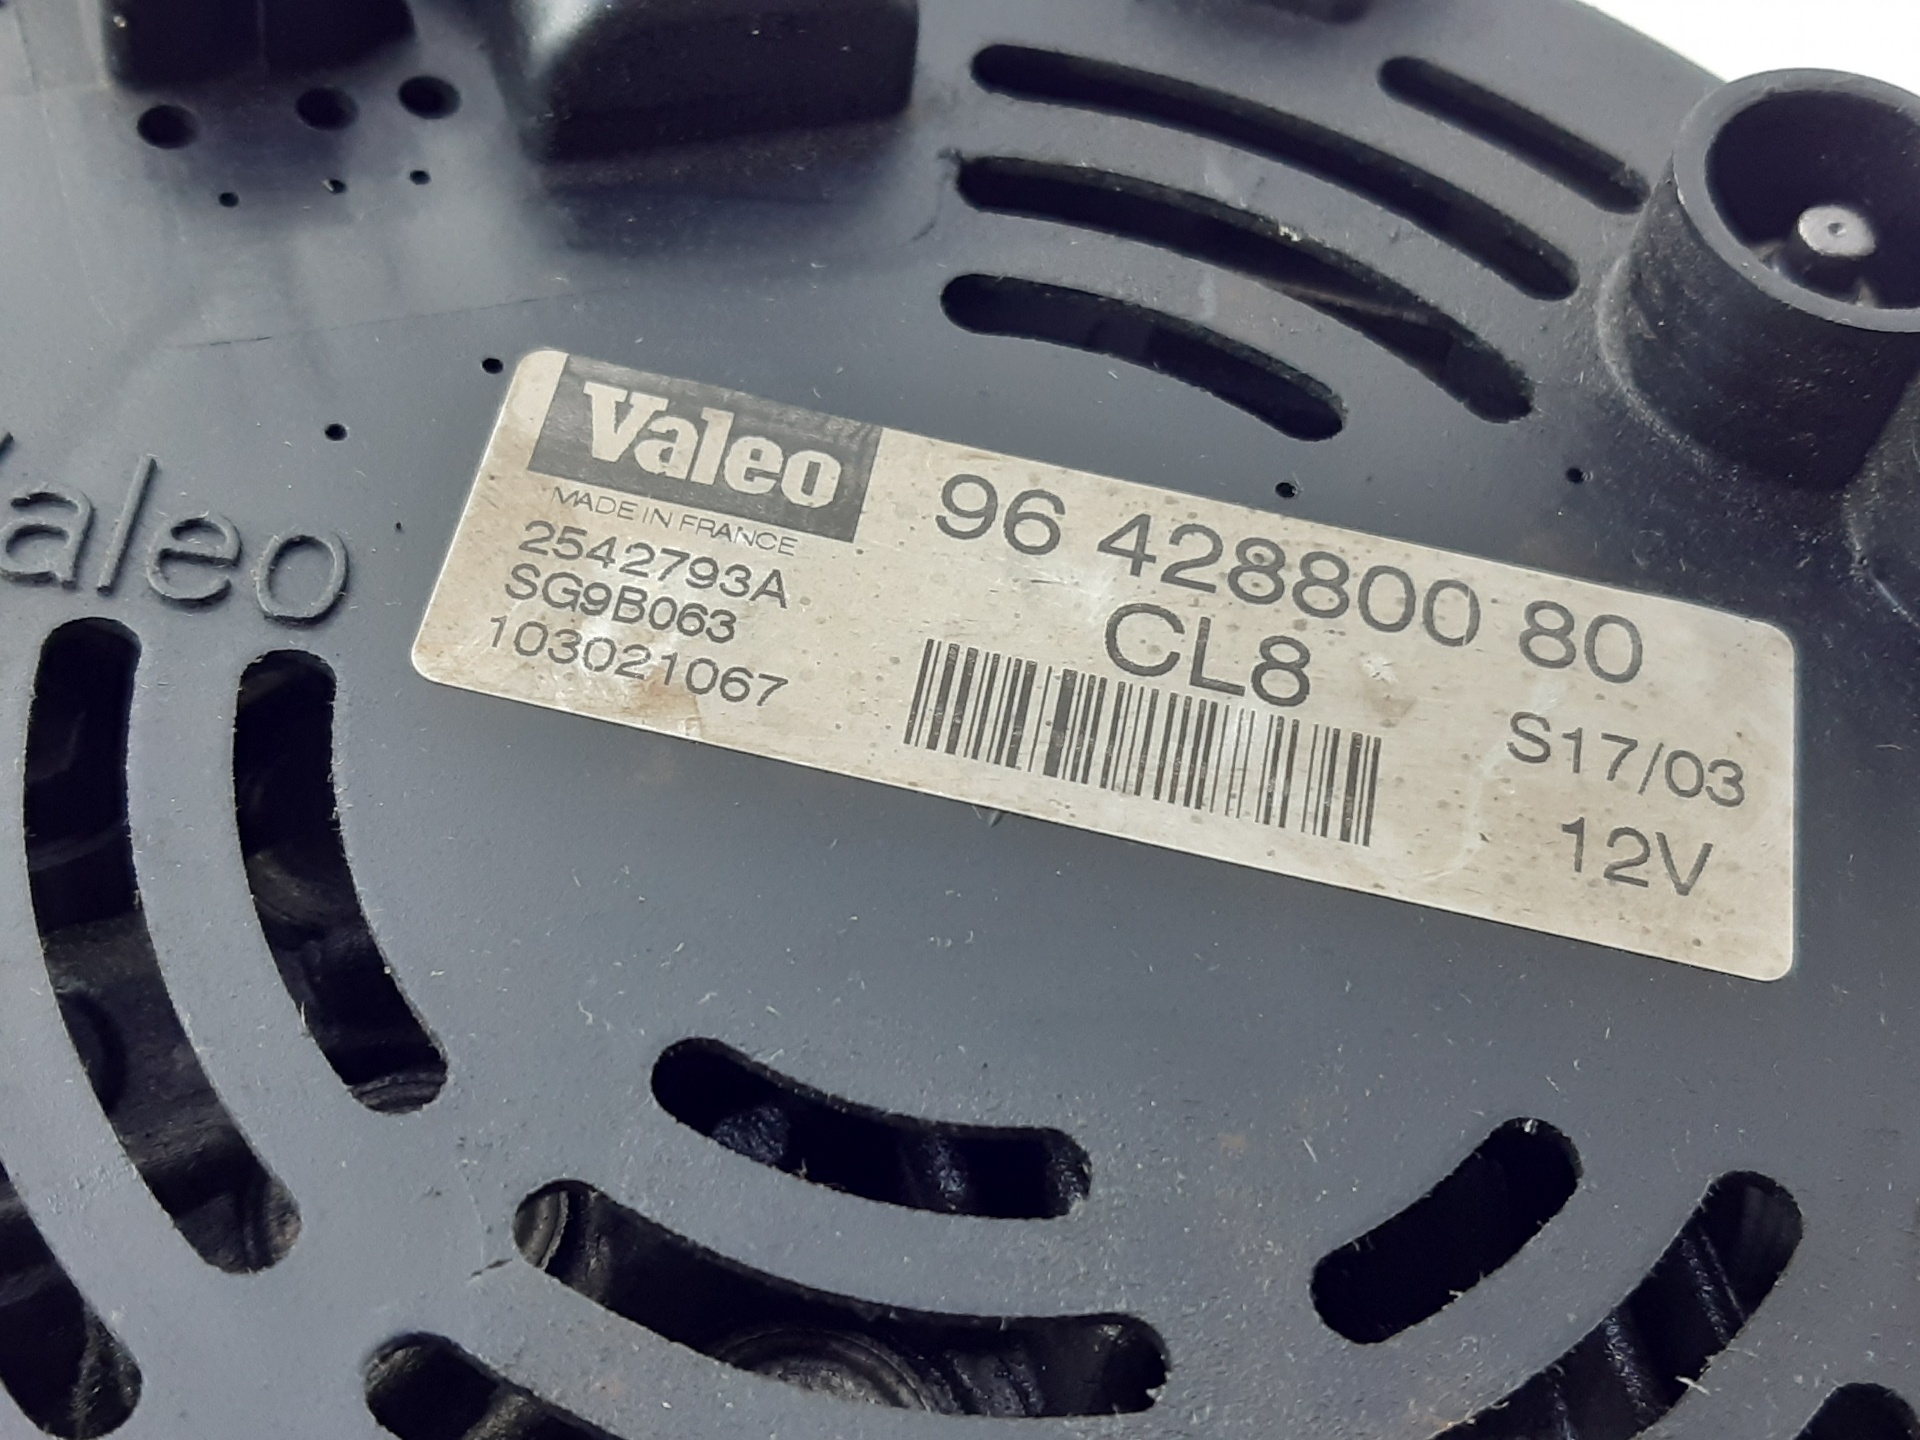 Valeo
MADE IN FRANCE
2542793A
SG9B063
103021067
96 428800 80
CL8
S17/03
12V
Valeo